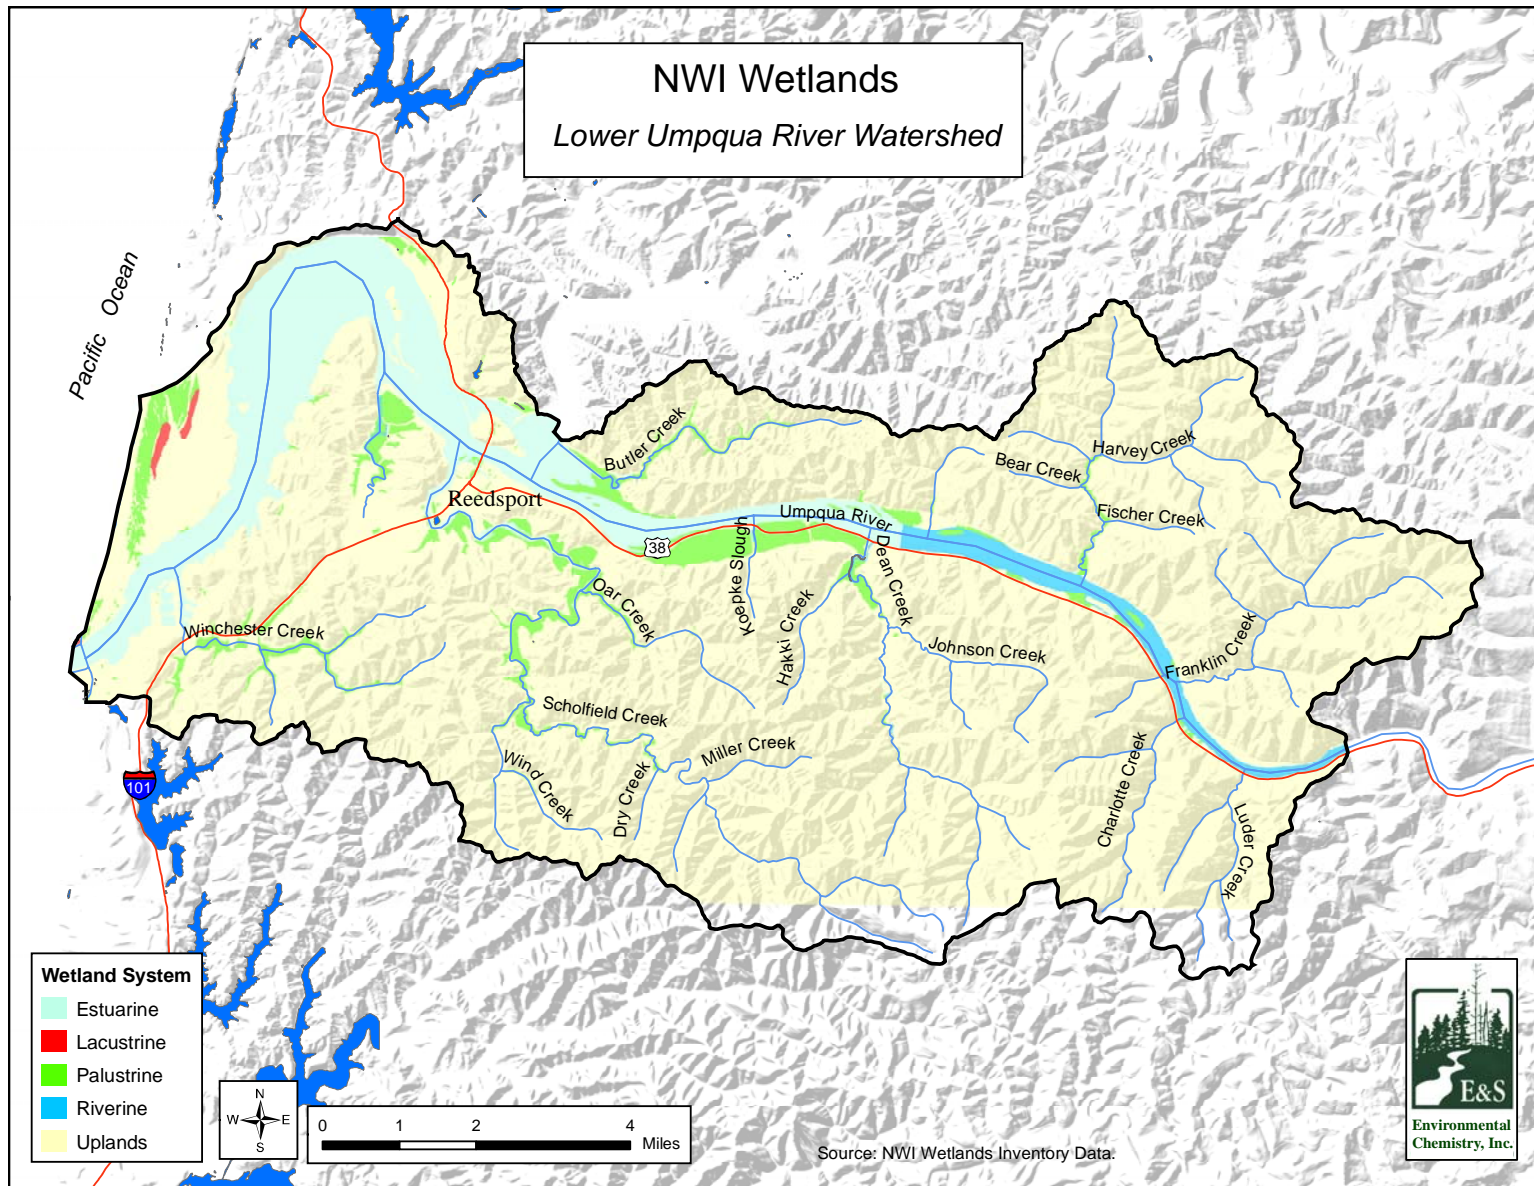 NWI Wetlands
Lower Umpqua River Watershed
Pacific Ocean
Butler Creek
Harvey Creek
Bear Creek
Reedsport
Umpqua River
Fischer Creek
38
Koepke Slough
Dean Creek
Oar Creek
Hakki Creek
Winchester Creek
Johnson Creek
Franklin Creek
Scholfield Creek
Miller Creek
Wind Creek
Dry Creek
Charlotte Creek
Luder Creek
101
Wetland System
Estuarine
Lacustrine
Palustrine
Riverine
Uplands
N
W E
S
0 1 2 4
Miles
Source: NWI Wetlands Inventory Data.
E&S
Environmental
Chemistry, Inc.